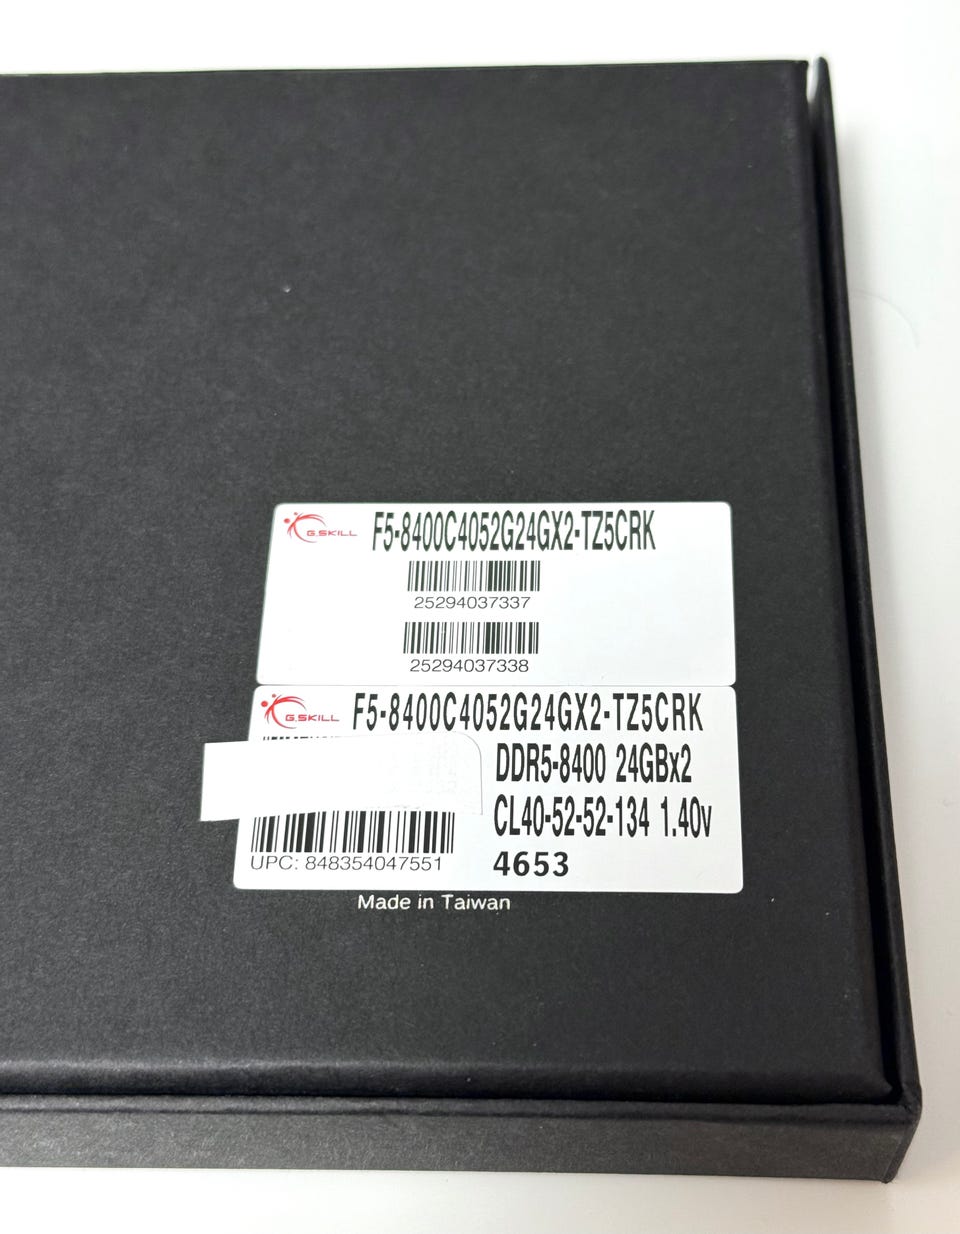 G.SKILL F5-8400C4052G24GX2-TZ5CRK
25294037337
25294037338
G.SKILL F5-8400C4052G24GX2-TZ5CRK
DDR5-8400 24GBx2
CL40-52-52-134 1.40v
UPC: 848354047551 4653
Made in Taiwan